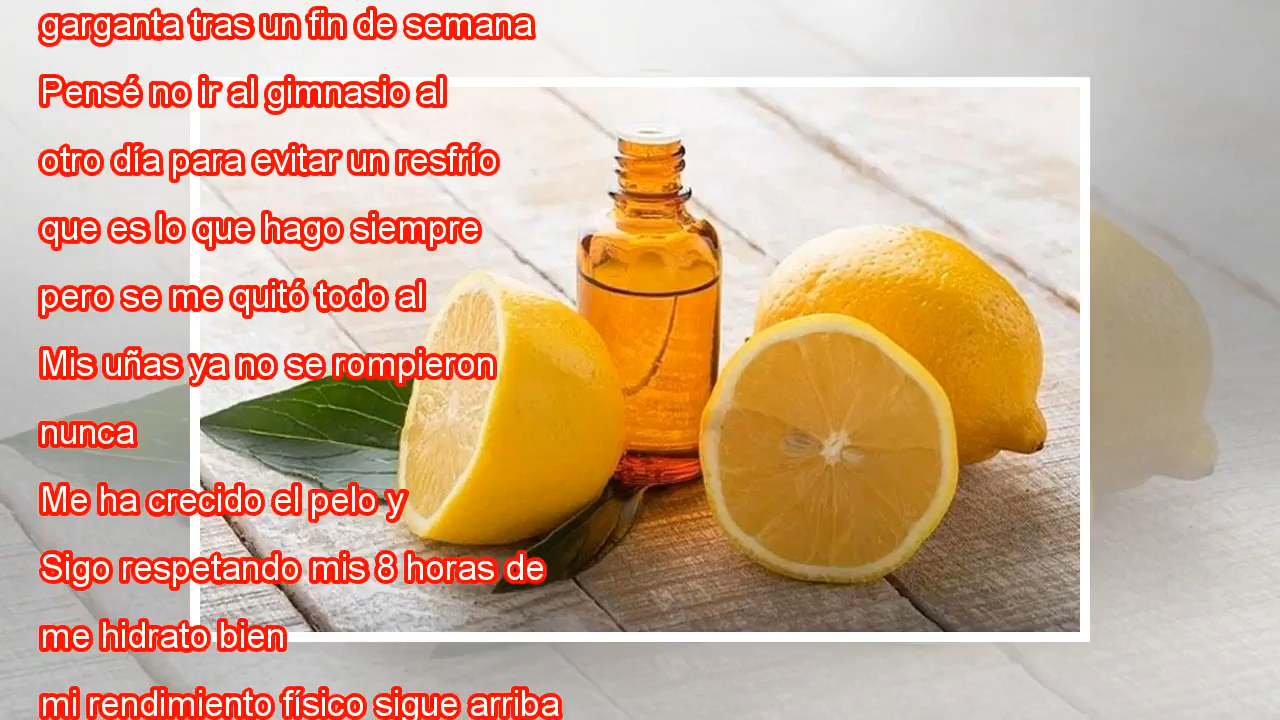 garganta tras un fin de semana
Pensé no ir al gimnasio al
otro día para evitar un resfrío
que es lo que hago siempre
pero se me quitó todo al
Mis uñas ya no se rompieron
nunca
Me ha crecido el pelo y
Sigo respetando mis 8 horas de
me hidrato bien
mi rendimiento físico sigue arriba